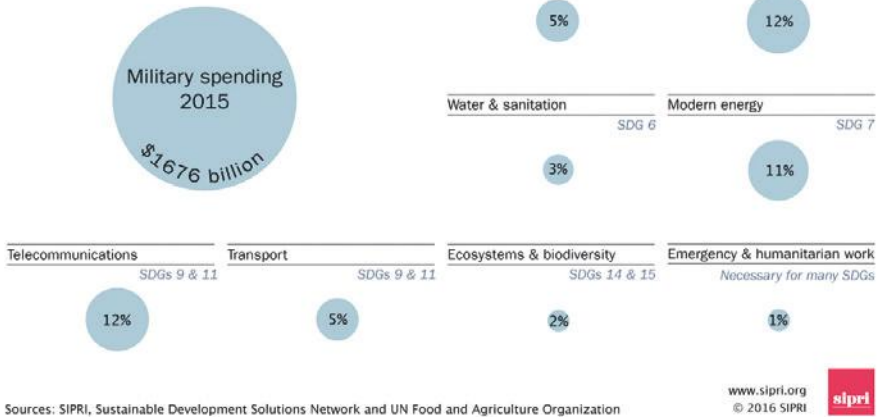 5%
12%
Military spending
2015
$1676 billion
Water & sanitation
SDG 6
3%
Modern energy
SDG 7
11%
Telecommunications
SDGs 9 & 11
12%
Transport
SDGs 9 & 11
5%
Ecosystems & biodiversity
SDGs 14 & 15
2%
Emergency & humanitarian work
Necessary for many SDGs
1%
Sources: SIPRI, Sustainable Development Solutions Network and UN Food and Agriculture Organization
www.sipri.org
© 2016 SIPRI
sipri